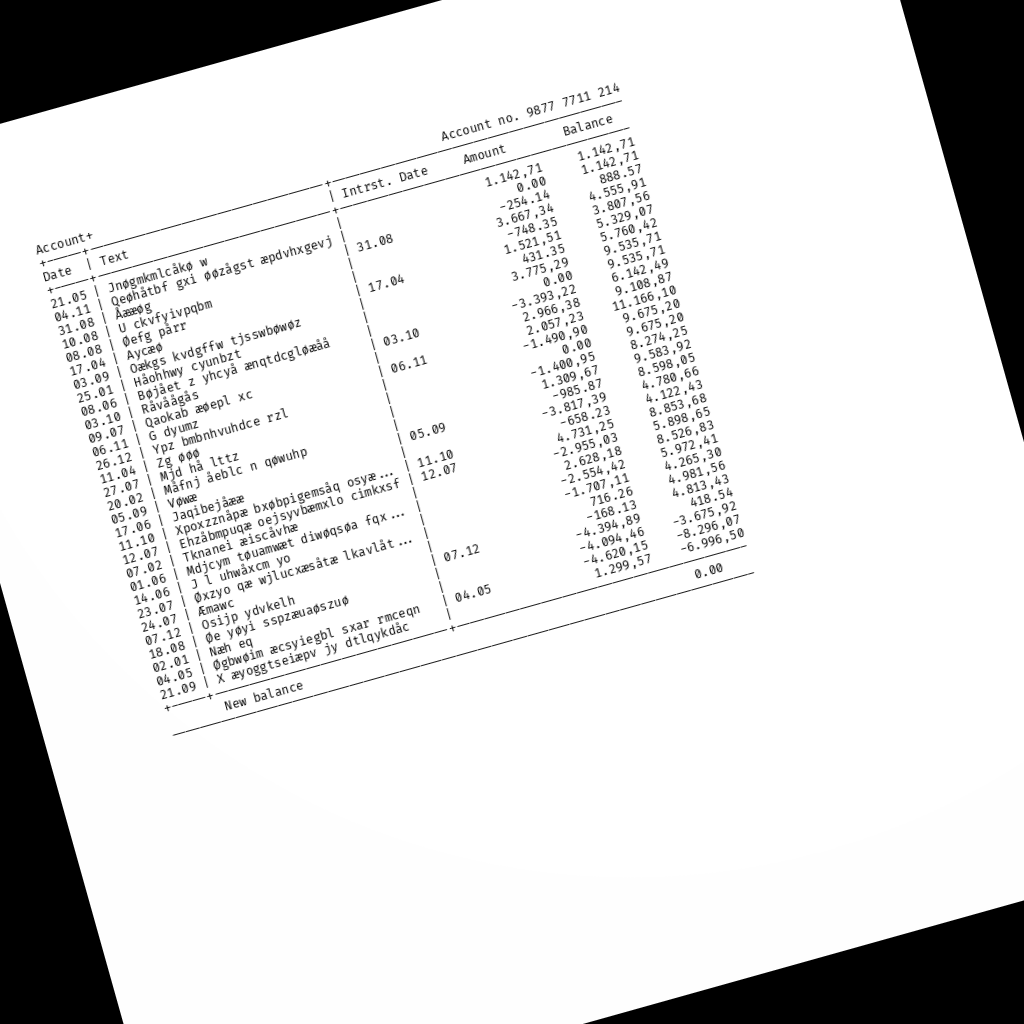 Account no. 9877 7711 214
Account+
Date | Text | Intrst. Date Amount Balance
21.05 | Jnøgmkmlcåkø w | 1.142,71 1.142,71
04.11 | Qeøhåtbf gxi øøzågst æpdvhxgevj | 0.00 1.142,71
31.08 | Åææøg | 31.08 -254.14 888.57
10.08 | U ckvfyivpqbm | 3.667,34 4.555,91
08.08 | Øefg pårr | -748.35 3.807,56
17.04 | Aycæø | 17.04 1.521,51 5.329,07
03.09 | Oækgs kvdgffw tjsswbøwøz | 431.35 5.760,42
25.01 | Håohhwy cyunbzt | 3.775,29 9.535,71
08.06 | Bøjået z yhcyå ænqtdcgløæåå | 0.00 9.535,71
03.10 | Råvåågås | 03.10 -3.393,22 6.142,49
09.07 | Qaokab æøepl xc | 2.966,38 9.108,87
06.11 | G dyumz | 06.11 2.057,23 11.166,10
26.12 | Ypz bmbnhvuhdce rzl | -1.490,90 9.675,20
11.04 | Zg øøø | 0.00 9.675,20
27.07 | Mjd hå lttz | -1.400,95 8.274,25
20.02 | Måfnj åeblc n qøwuhp | 1.309,67 9.583,92
05.09 | Vøwæ | 05.09 -985.87 8.598,05
17.06 | Jaqibejåææ | -3.817,39 4.780,66
11.10 | Xpoxzznåpæ bxøbpigemsåq osyæ... | 11.10 -658.23 4.122,43
12.07 | Ehzåbmpuqæ oejsyvbæmxlo cimkxsf | 12.07 4.731,25 8.853,68
07.02 | Tknanei æiscåvhæ | -2.955,03 5.898,65
01.06 | Mdjcym tøuamwæt diwøqsøa fqx... | 2.628,18 8.526,83
14.06 | J l uhwåxcm yo | -2.554,42 5.972,41
23.07 | Øxzyo qæ wjlucxæsåtæ lkavlåt... | -1.707,11 4.265,30
24.07 | Æmawc | 716.26 4.981,56
07.12 | Osijp ydvkelh | 07.12 -168.13 4.813,43
18.08 | Øe yøyi sspzæuaøszuø | -4.394,89 418.54
02.01 | Næh eq | -4.094,46 -3.675,92
04.05 | Øgbwøim æcsyiegbl sxar rmceqn | 04.05 -4.620,15 -8.296,07
21.09 | X æyoggtseiæpv jy dtlqykdåc | 1.299,57 -6.996,50
New balance 0.00